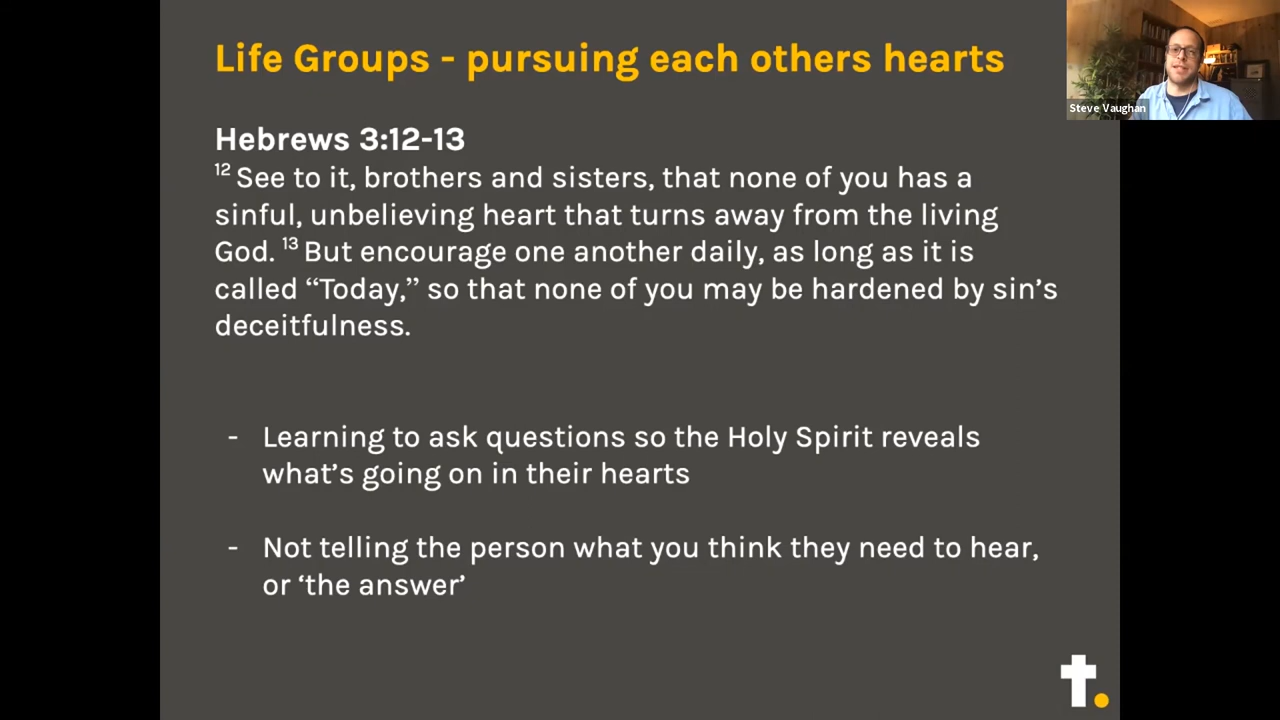 Life Groups - pursuing each others hearts
Steve Vaughan
Hebrews 3:12-13
12 See to it, brothers and sisters, that none of you has a
sinful, unbelieving heart that turns away from the living
God. 13 But encourage one another daily, as long as it is
called “Today,” so that none of you may be hardened by sin’s
deceitfulness.
- Learning to ask questions so the Holy Spirit reveals
what’s going on in their hearts
- Not telling the person what you think they need to hear,
or ‘the answer’